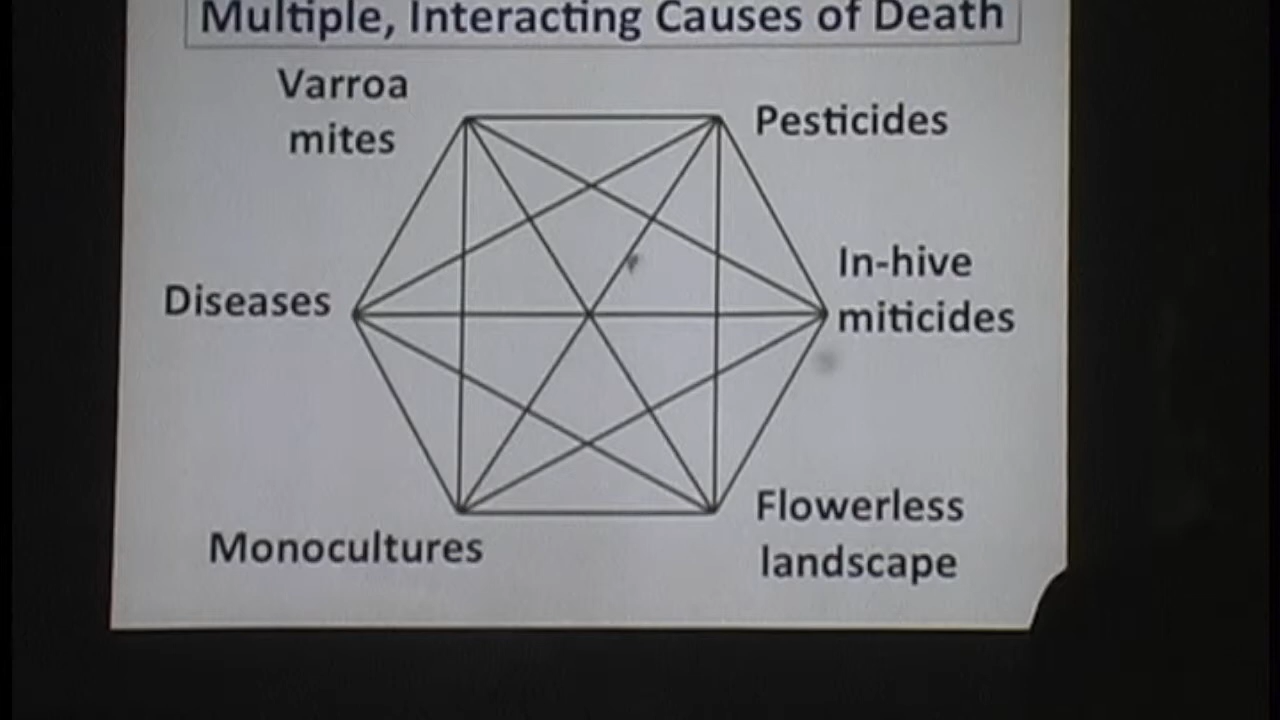 Multiple, Interacting Causes of Death
Varroa
mites
Pesticides
Diseases
In-hive
miticides
Monocultures
Flowerless
landscape